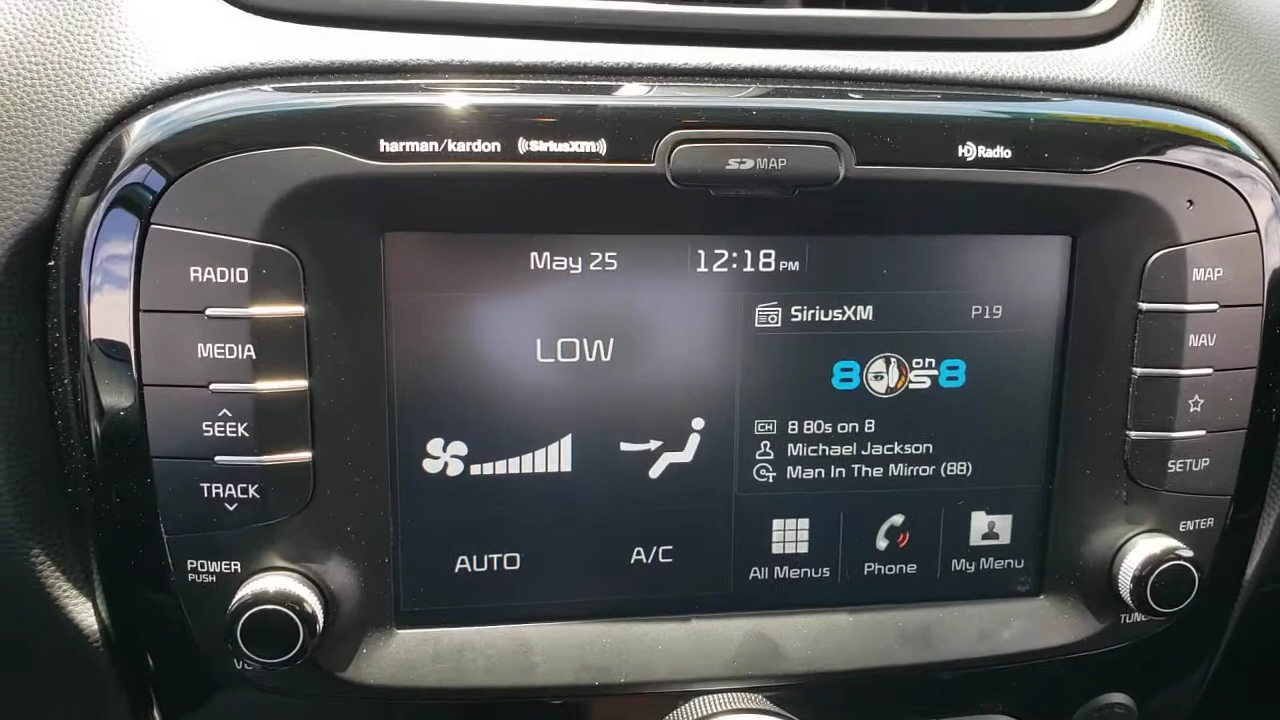 harman/kardon
((SiriusXM))
SD MAP
HD Radio
RADIO
MEDIA
SEEK
TRACK
POWER
PUSH
May 25
12:18 PM
LOW
AUTO
A/C
SiriusXM
P19
80s on 8
CH 8 80s on 8
Michael Jackson
Man In The Mirror (88)
All Menus
Phone
My Menu
MAP
NAV
SETUP
ENTER